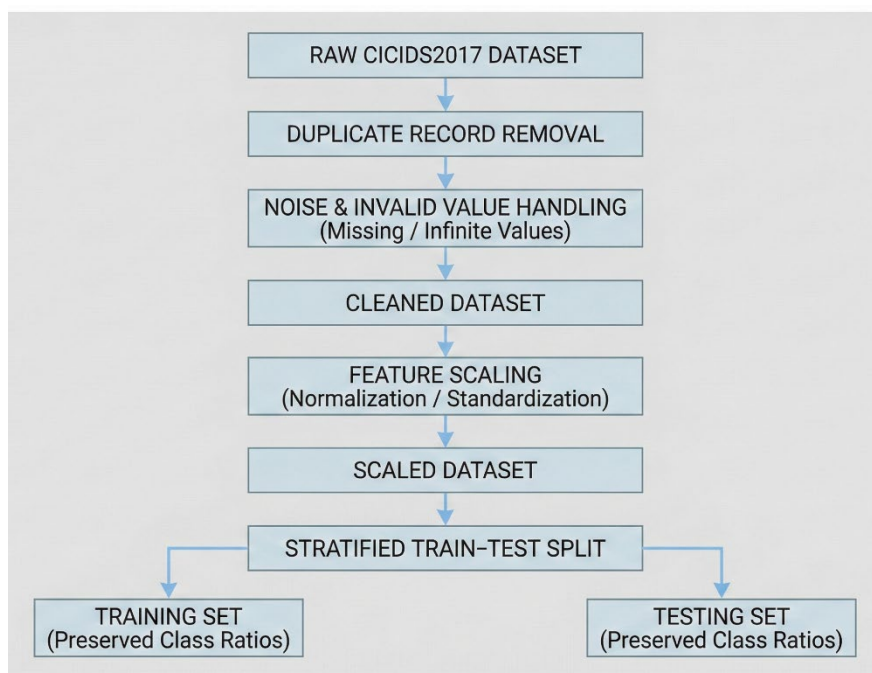 RAW CICIDS2017 DATASET
DUPLICATE RECORD REMOVAL
NOISE & INVALID VALUE HANDLING
(Missing / Infinite Values)
CLEANED DATASET
FEATURE SCALING
(Normalization / Standardization)
SCALED DATASET
STRATIFIED TRAIN–TEST SPLIT
TRAINING SET
(Preserved Class Ratios)
TESTING SET
(Preserved Class Ratios)